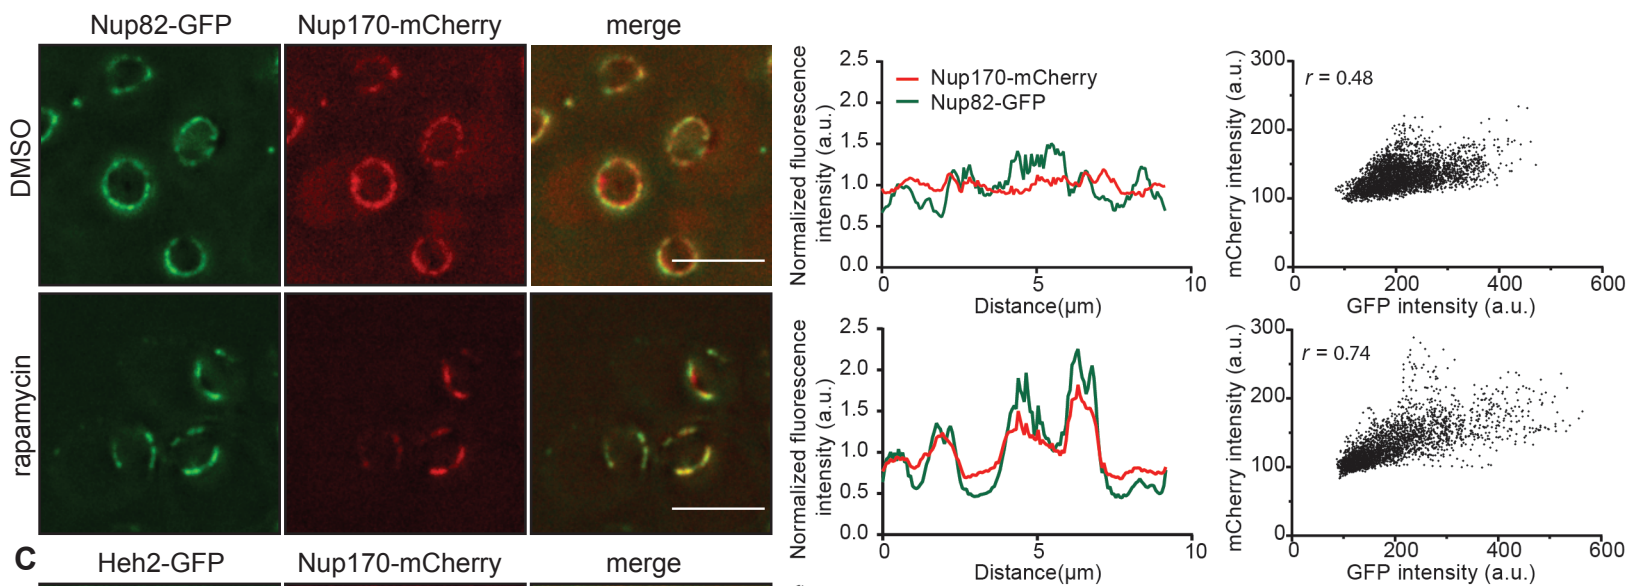 Nup82-GFP Nup170-mCherry merge
DMSO
Normalized fluorescence
intensity (a.u.)
2.5
2.0
1.5
1.0
0.5
0.0
Nup170-mCherry
Nup82-GFP
0 5 10
Distance(µm)
mCherry intensity (a.u.)
300
200
100
0
r = 0.48
0 200 400 600
GFP intensity (a.u.)
rapamycin
Normalized fluorescence
intensity (a.u.)
2.5
2.0
1.5
1.0
0.5
0.0
0 5 10
Distance(µm)
mCherry intensity (a.u.)
300
200
100
0
r = 0.74
0 200 400 600
GFP intensity (a.u.)
C Heh2-GFP Nup170-mCherry merge